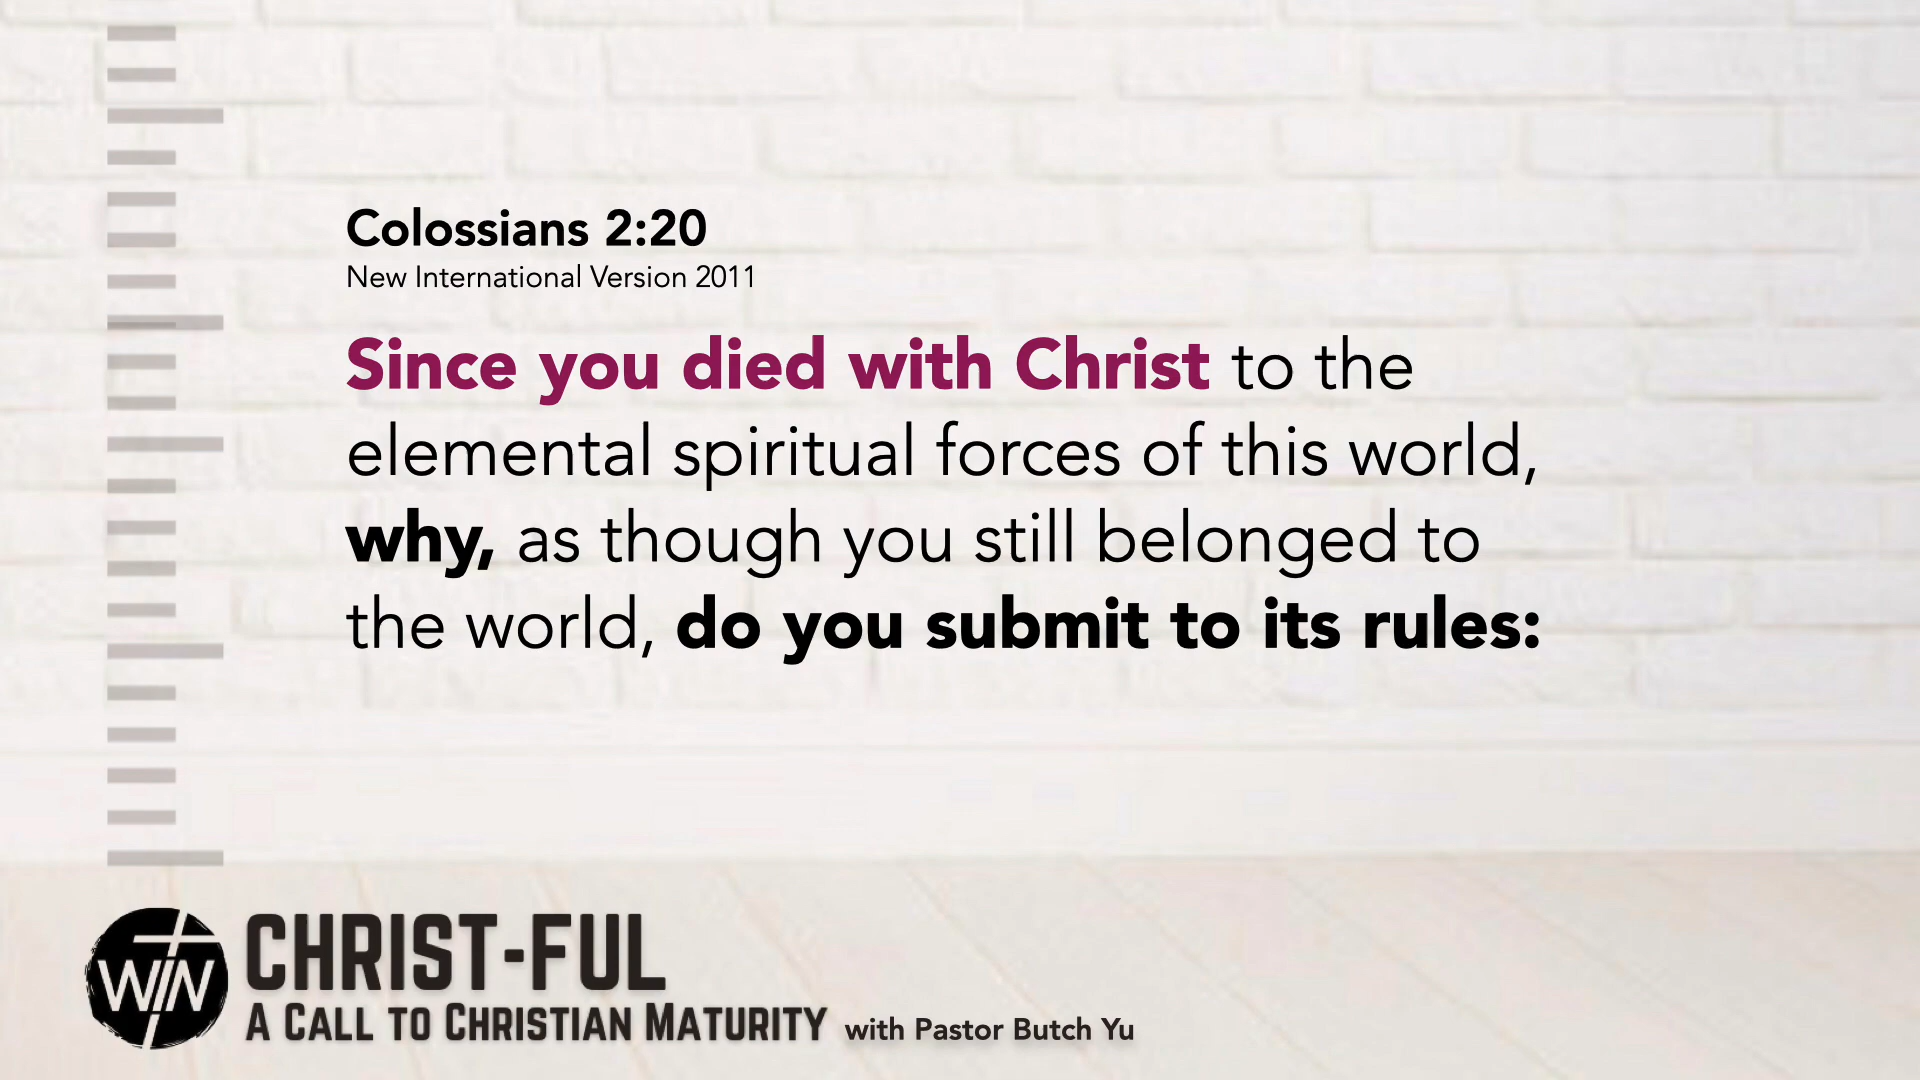 Colossians 2:20
New International Version 2011
Since you died with Christ to the
elemental spiritual forces of this world,
why, as though you still belonged to
the world, do you submit to its rules:
WIN
CHRIST-FUL
A CALL TO CHRISTIAN MATURITY with Pastor Butch Yu